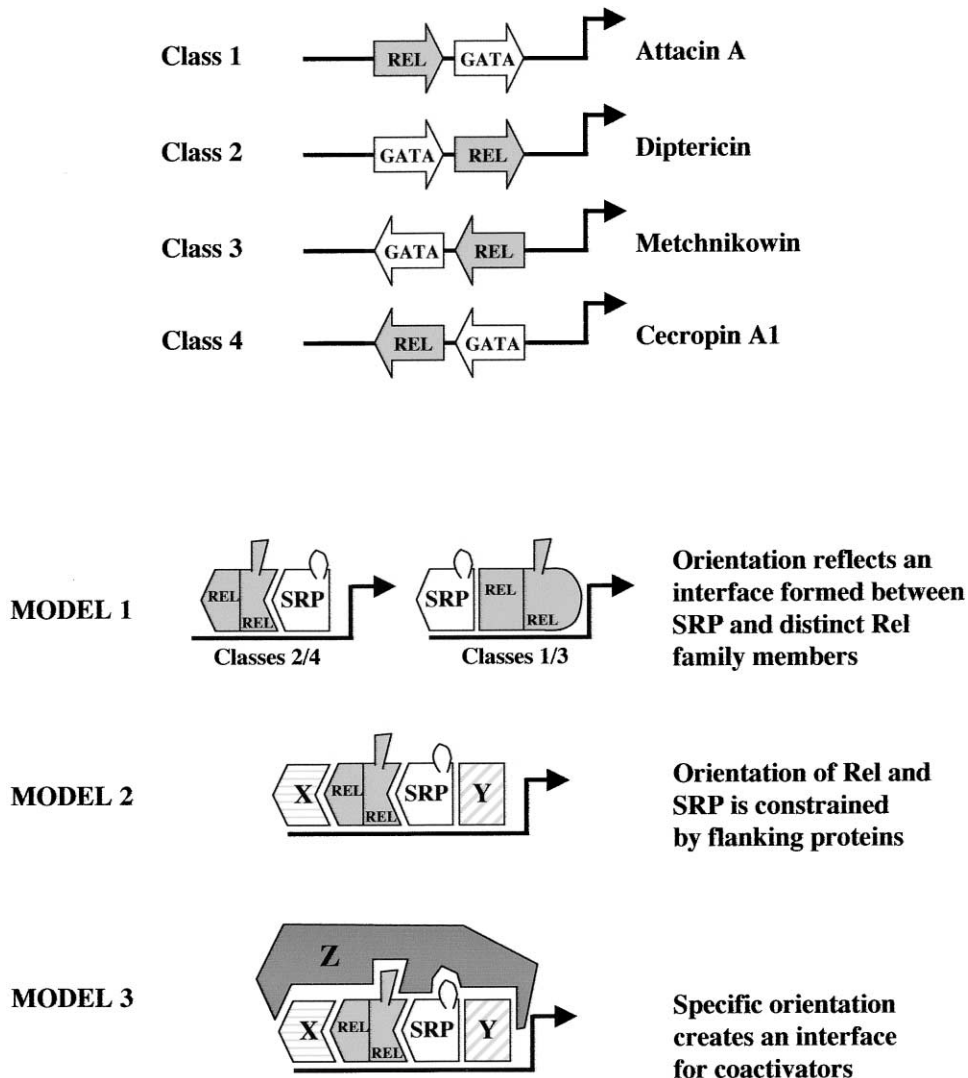 Class 1 REL GATA Attacin A
Class 2 GATA REL Diptericin
Class 3 GATA REL Metchnikowin
Class 4 REL GATA Cecropin A1
MODEL 1
REL REL SRP
Classes 2/4
SRP REL REL
Classes 1/3
Orientation reflects an
interface formed between
SRP and distinct Rel
family members
MODEL 2
X REL REL SRP Y
Orientation of Rel and
SRP is constrained
by flanking proteins
MODEL 3
Z
X REL REL SRP Y
Specific orientation
creates an interface
for coactivators